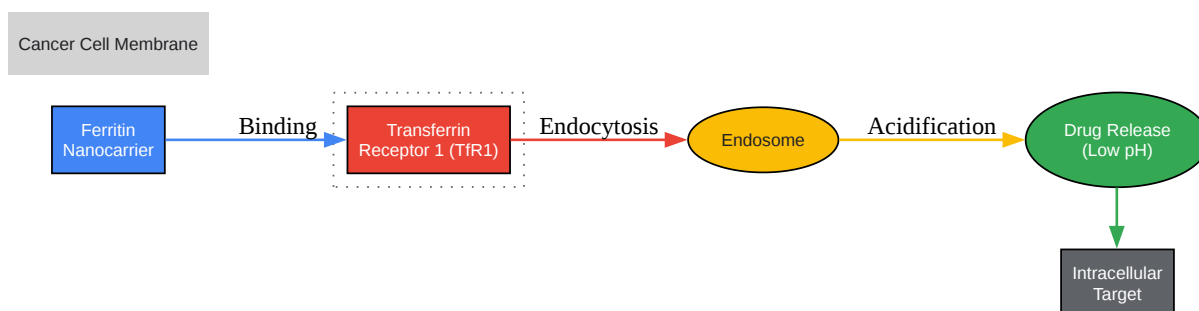 Cancer Cell Membrane
Ferritin
Nanocarrier
Binding
Transferrin
Receptor 1 (TfR1)
Endocytosis
Endosome
Acidification
Drug Release
(Low pH)
Intracellular
Target